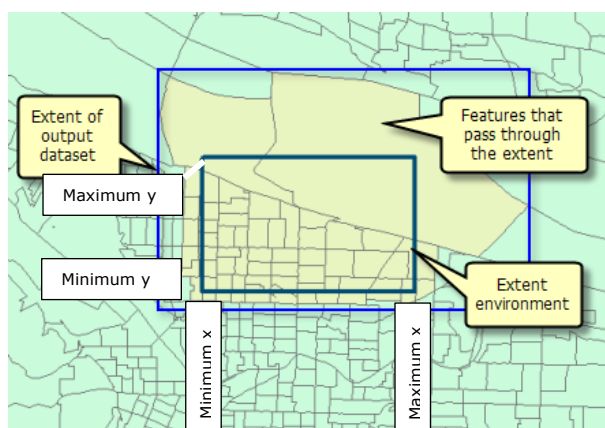 Extent of
output
dataset
Features that
pass through
the extent
Maximum y
Minimum y
Extent
environment
Minimum x
Maximum x